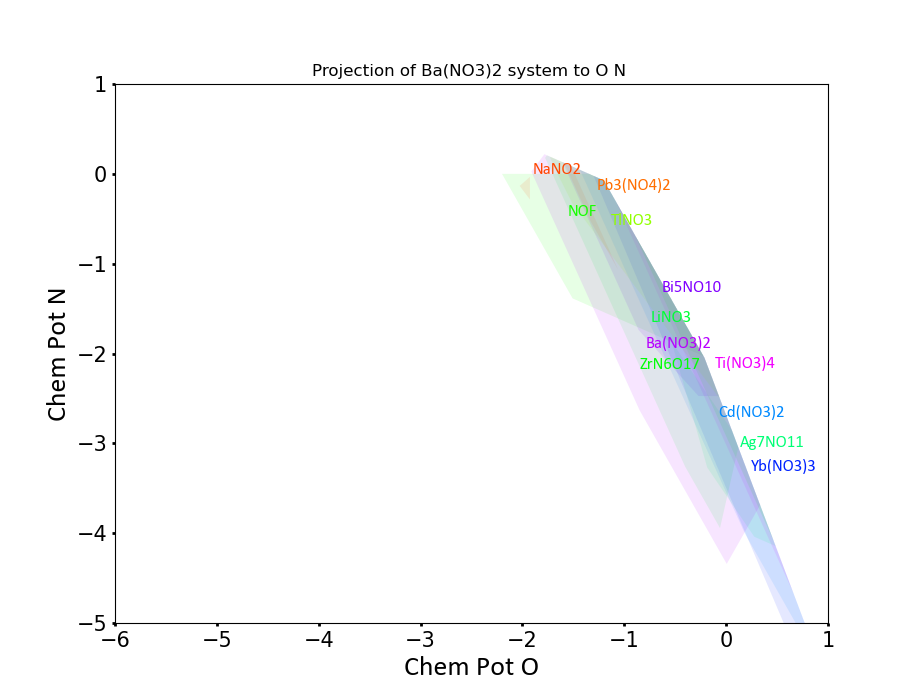 Projection of Ba(NO3)2 system to O N
1
0
−1
−2
−3
−4
−5
Chem Pot N
NaNO2
Pb3(NO4)2
NOF
TlNO3
Bi5NO10
LiNO3
Ba(NO3)2
ZrN6O17
Ti(NO3)4
Cd(NO3)2
Ag7NO11
Yb(NO3)3
−6
−5
−4
−3
−2
−1
0
1
Chem Pot O